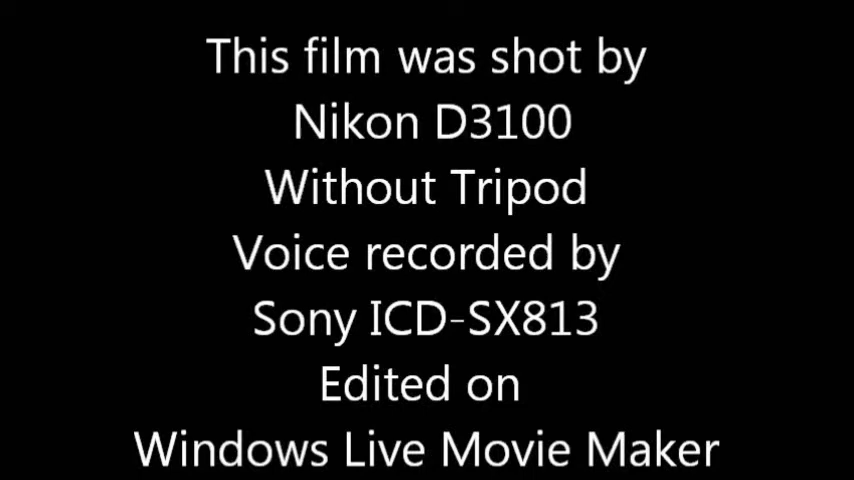 This film was shot by
Nikon D3100
Without Tripod
Voice recorded by
Sony ICD-SX813
Edited on
Windows Live Movie Maker